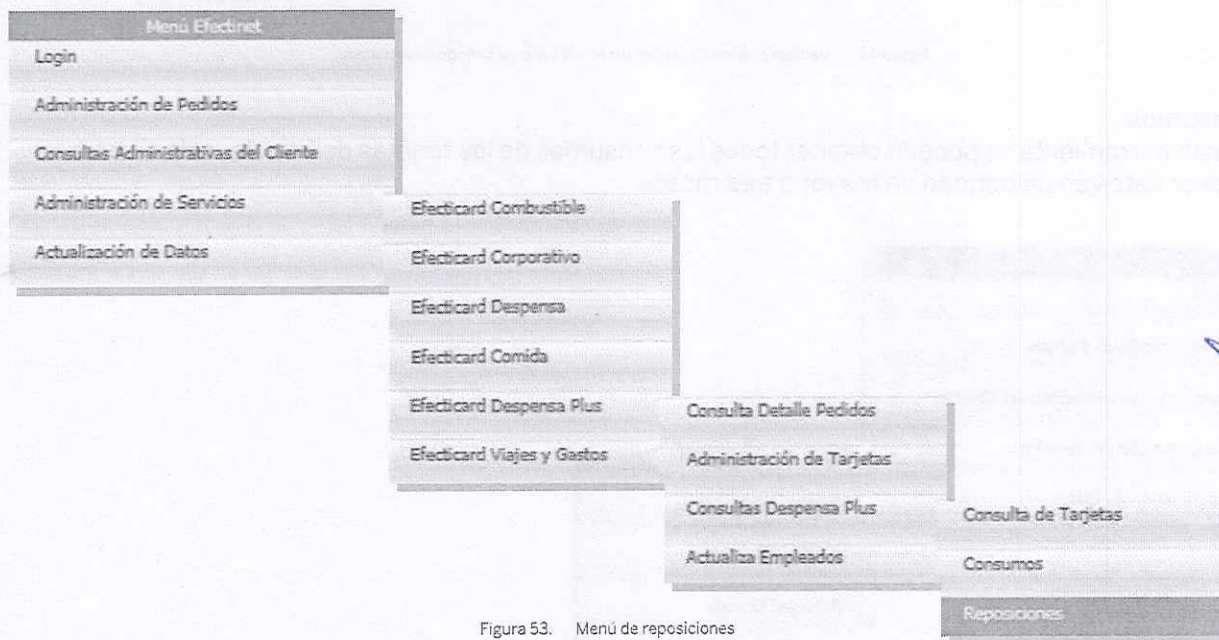 Menú Efectinet
Login
Administración de Pedidos
Consultas Administrativas del Cliente
Administración de Servicios
Actualización de Datos
Efecticard Combustible
Efecticard Corporativo
Efecticard Despensa
Efecticard Comida
Efecticard Despensa Plus
Efecticard Viajes y Gastos
Consulta Detalle Pedidos
Administración de Tarjetas
Consultas Despensa Plus
Actualiza Empleados
Consulta de Tarjetas
Consumos
Reposiciones
Figura 53. Menú de reposiciones